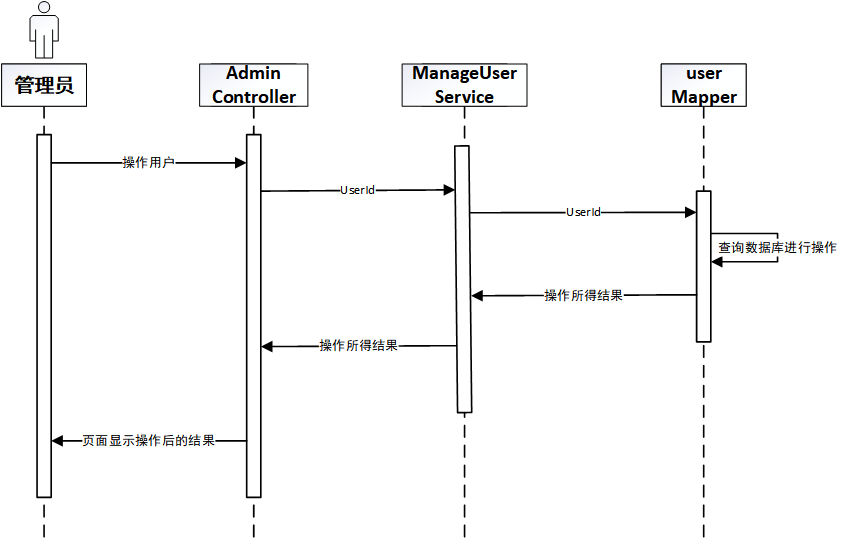 管理员
Admin
Controller
ManageUser
Service
user
Mapper
操作用户
UserId
UserId
查询数据库进行操作
操作所得结果
操作所得结果
页面显示操作后的结果